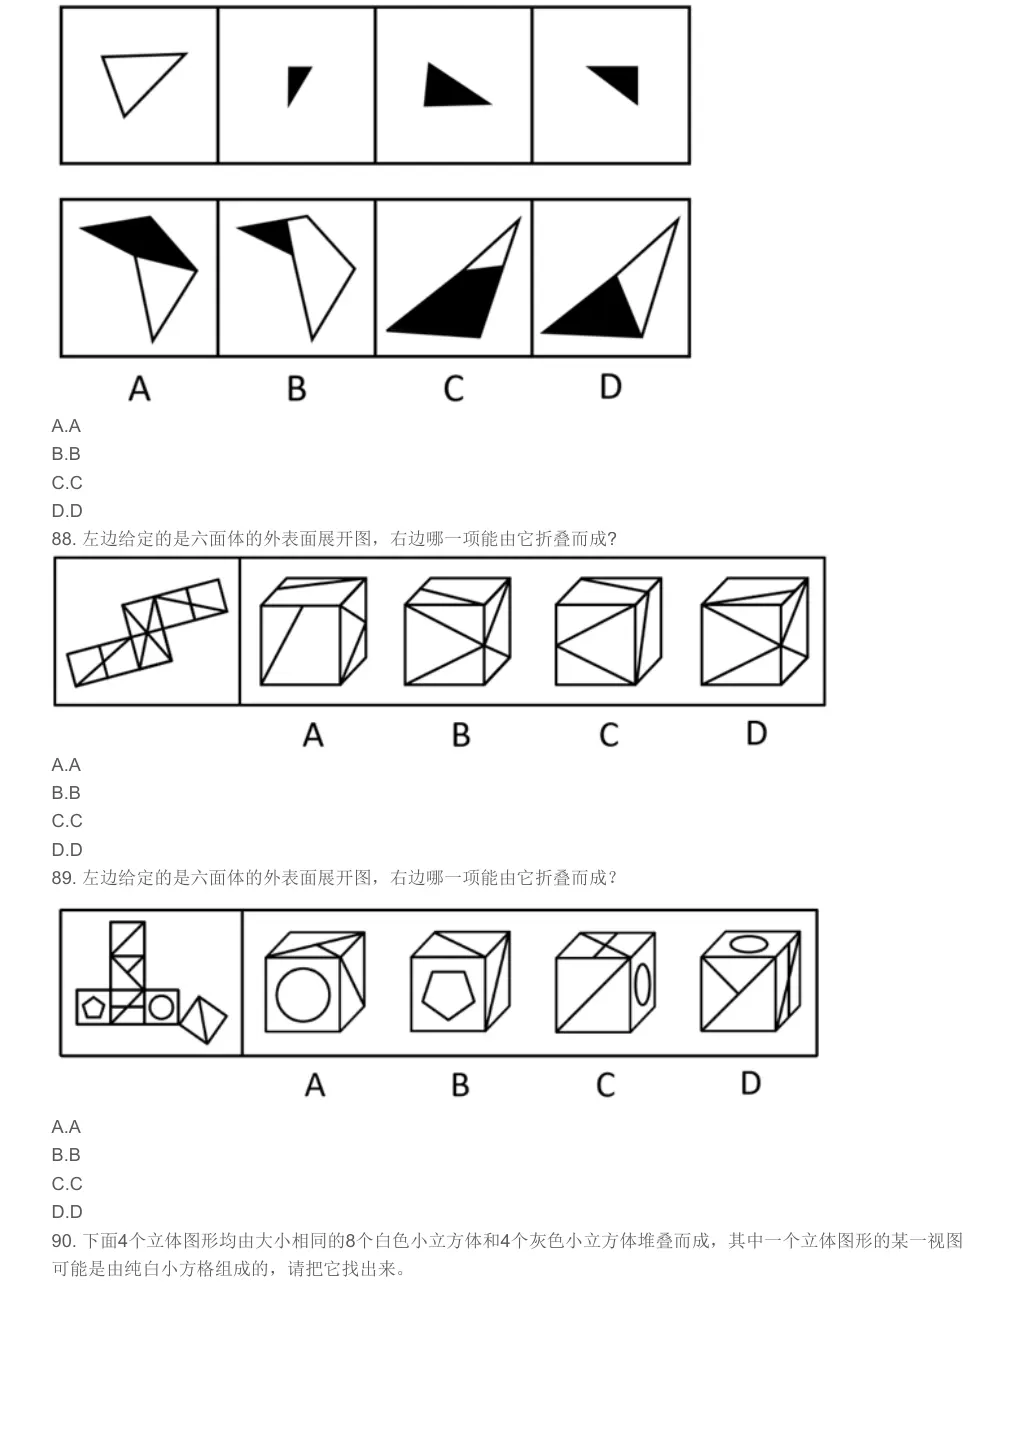 A B C D
A.A
B.B
C.C
D.D
88. 左边给定的是六面体的外表面展开图，右边哪一项能由它折叠而成?
A B C D
A.A
B.B
C.C
D.D
89. 左边给定的是六面体的外表面展开图，右边哪一项能由它折叠而成？
A B C D
A.A
B.B
C.C
D.D
90. 下面4个立体图形均由大小相同的8个白色小立方体和4个灰色小立方体堆叠而成，其中一个立体图形的某一视图
可能是由纯白小方格组成的，请把它找出来。